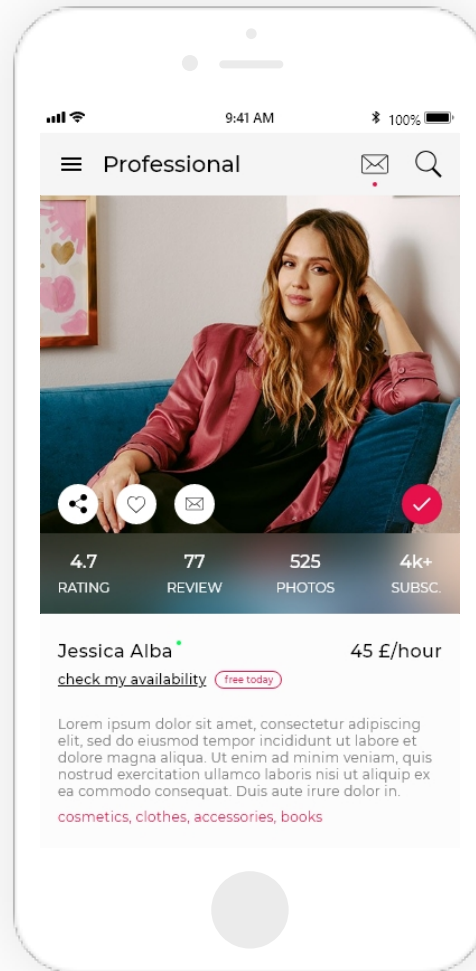 9:41 AM
100%
Professional
4.7
77
525
4k+
RATING
REVIEW
PHOTOS
SUBSC.
Jessica Alba
45 £/hour
check my availability
free today
Lorem ipsum dolor sit amet, consectetur adipiscing
elit, sed do eiusmod tempor incididunt ut labore et
dolore magna aliqua. Ut enim ad minim veniam, quis
nostrud exercitation ullamco laboris nisi ut aliquip ex
ea commodo consequat. Duis aute irure dolor in.
cosmetics, clothes, accessories, books